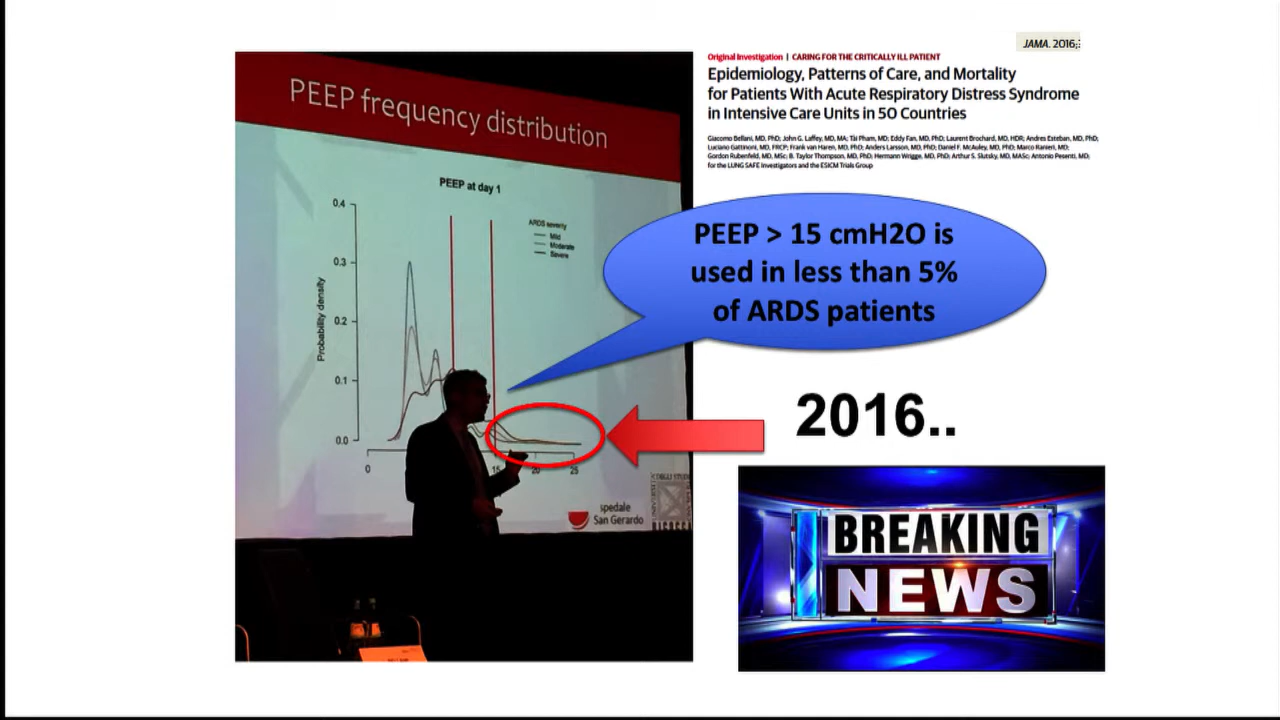 JAMA. 2016;
Original Investigation | CARING FOR THE CRITICALLY ILL PATIENT
Epidemiology, Patterns of Care, and Mortality
for Patients With Acute Respiratory Distress Syndrome
in Intensive Care Units in 50 Countries
Giacomo Bellani, MD, PhD; John G. Laffey, MD, MA; Tài Pham, MD; Eddy Fan, MD, PhD; Laurent Brochard, MD, HDR; Andres Esteban, MD, PhD;
Luciano Gattinoni, MD, FRCP; Frank van Haren, MD, PhD; Anders Larsson, MD, PhD; Daniel F. McAuley, MD, PhD; Marco Ranieri, MD;
Gordon Rubenfeld, MD, MSc; B. Taylor Thompson, MD, PhD; Hermann Wrigge, MD, PhD; Arthur S. Slutsky, MD, MASc; Antonio Pesenti, MD;
for the LUNG SAFE Investigators and the ESICM Trials Group
PEEP frequency distribution
PEEP at day 1
ARDS severity
Mild
Moderate
Severe
Probability density
0.4
0.3
0.2
0.1
0.0
0
15
20
25
spedale
San Gerardo
PEEP > 15 cmH2O is
used in less than 5%
of ARDS patients
2016..
BREAKING
NEWS